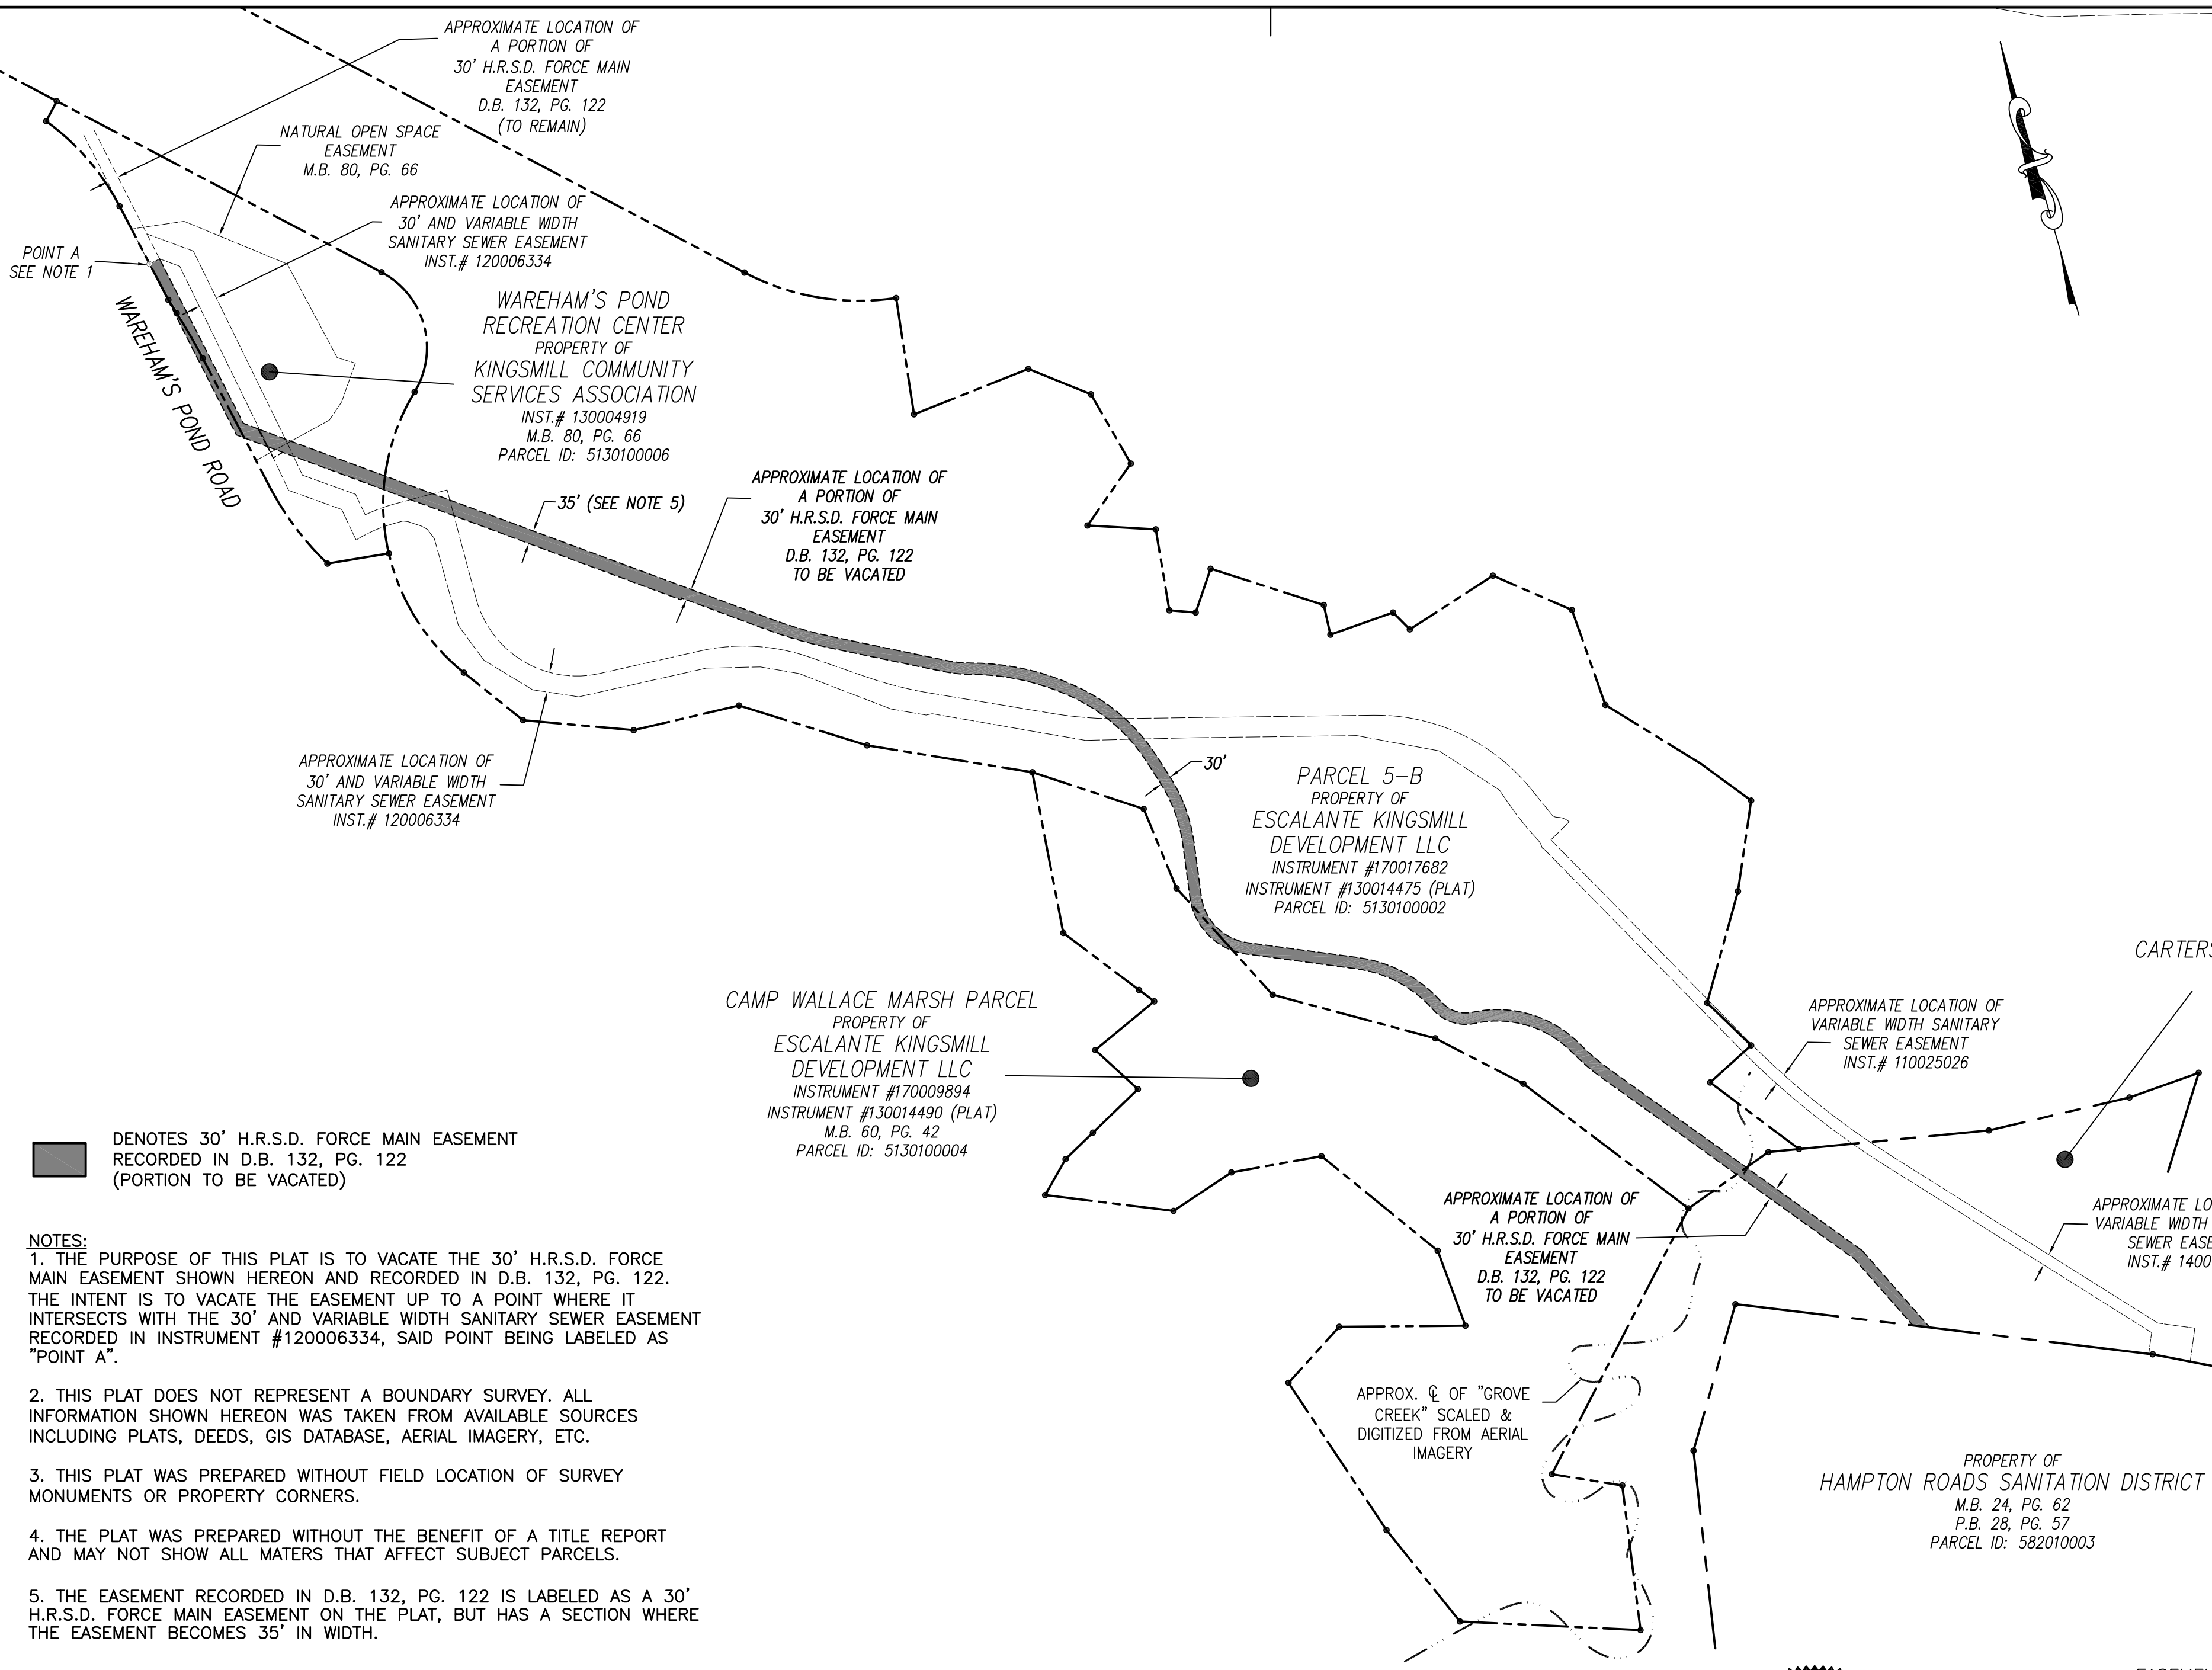 APPROXIMATE LOCATION OF
A PORTION OF
30' H.R.S.D. FORCE MAIN
EASEMENT
D.B. 132, PG. 122
(TO REMAIN)
NATURAL OPEN SPACE
EASEMENT
M.B. 80, PG. 66
APPROXIMATE LOCATION OF
30' AND VARIABLE WIDTH
SANITARY SEWER EASEMENT
INST.# 120006334
POINT A
SEE NOTE 1
WAREHAM'S POND ROAD
WAREHAM'S POND
RECREATION CENTER
PROPERTY OF
KINGSMILL COMMUNITY
SERVICES ASSOCIATION
INST.# 130004919
M.B. 80, PG. 66
PARCEL ID: 5130100006
35' (SEE NOTE 5)
APPROXIMATE LOCATION OF
A PORTION OF
30' H.R.S.D. FORCE MAIN
EASEMENT
D.B. 132, PG. 122
TO BE VACATED
APPROXIMATE LOCATION OF
30' AND VARIABLE WIDTH
SANITARY SEWER EASEMENT
INST.# 120006334
30'
PARCEL 5-B
PROPERTY OF
ESCALANTE KINGSMILL
DEVELOPMENT LLC
INSTRUMENT #170017682
INSTRUMENT #130014475 (PLAT)
PARCEL ID: 5130100002
CARTERS
CAMP WALLACE MARSH PARCEL
PROPERTY OF
ESCALANTE KINGSMILL
DEVELOPMENT LLC
INSTRUMENT #170009894
INSTRUMENT #130014490 (PLAT)
M.B. 60, PG. 42
PARCEL ID: 5130100004
APPROXIMATE LOCATION OF
VARIABLE WIDTH SANITARY
SEWER EASEMENT
INST.# 110025026
APPROXIMATE LO
VARIABLE WIDTH
SEWER EASE
INST.# 1400
APPROXIMATE LOCATION OF
A PORTION OF
30' H.R.S.D. FORCE MAIN
EASEMENT
D.B. 132, PG. 122
TO BE VACATED
APPROX. ℄ OF "GROVE
CREEK" SCALED &
DIGITIZED FROM AERIAL
IMAGERY
PROPERTY OF
HAMPTON ROADS SANITATION DISTRICT
M.B. 24, PG. 62
P.B. 28, PG. 57
PARCEL ID: 582010003
DENOTES 30' H.R.S.D. FORCE MAIN EASEMENT
RECORDED IN D.B. 132, PG. 122
(PORTION TO BE VACATED)
NOTES:
1. THE PURPOSE OF THIS PLAT IS TO VACATE THE 30' H.R.S.D. FORCE
MAIN EASEMENT SHOWN HEREON AND RECORDED IN D.B. 132, PG. 122.
THE INTENT IS TO VACATE THE EASEMENT UP TO A POINT WHERE IT
INTERSECTS WITH THE 30' AND VARIABLE WIDTH SANITARY SEWER EASEMENT
RECORDED IN INSTRUMENT #120006334, SAID POINT BEING LABELED AS
"POINT A".
2. THIS PLAT DOES NOT REPRESENT A BOUNDARY SURVEY. ALL
INFORMATION SHOWN HEREON WAS TAKEN FROM AVAILABLE SOURCES
INCLUDING PLATS, DEEDS, GIS DATABASE, AERIAL IMAGERY, ETC.
3. THIS PLAT WAS PREPARED WITHOUT FIELD LOCATION OF SURVEY
MONUMENTS OR PROPERTY CORNERS.
4. THE PLAT WAS PREPARED WITHOUT THE BENEFIT OF A TITLE REPORT
AND MAY NOT SHOW ALL MATERS THAT AFFECT SUBJECT PARCELS.
5. THE EASEMENT RECORDED IN D.B. 132, PG. 122 IS LABELED AS A 30'
H.R.S.D. FORCE MAIN EASEMENT ON THE PLAT, BUT HAS A SECTION WHERE
THE EASEMENT BECOMES 35' IN WIDTH.